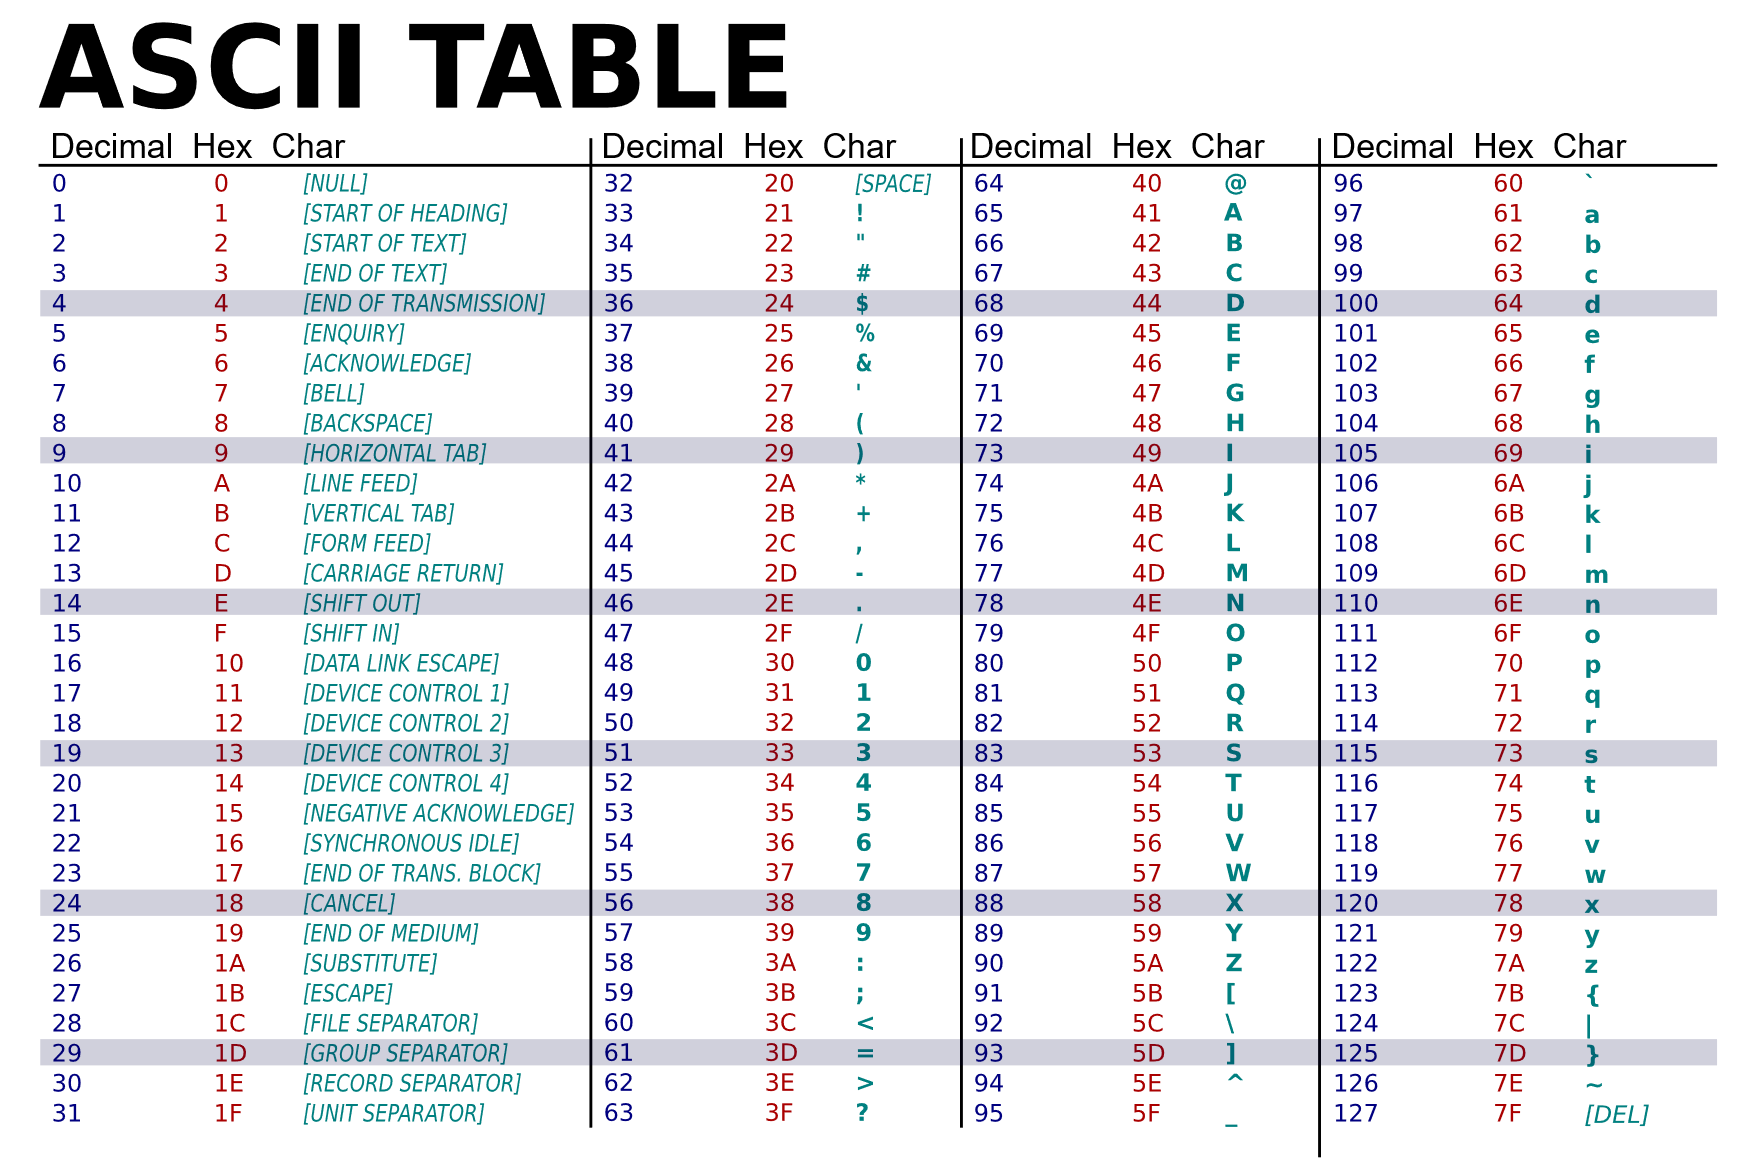 ASCII TABLE
Decimal Hex Char Decimal Hex Char Decimal Hex Char Decimal Hex Char
0 0 [NULL] 32 20 [SPACE] 64 40 @ 96 60 `
1 1 [START OF HEADING] 33 21 ! 65 41 A 97 61 a
2 2 [START OF TEXT] 34 22 " 66 42 B 98 62 b
3 3 [END OF TEXT] 35 23 # 67 43 C 99 63 c
4 4 [END OF TRANSMISSION] 36 24 $ 68 44 D 100 64 d
5 5 [ENQUIRY] 37 25 % 69 45 E 101 65 e
6 6 [ACKNOWLEDGE] 38 26 & 70 46 F 102 66 f
7 7 [BELL] 39 27 ' 71 47 G 103 67 g
8 8 [BACKSPACE] 40 28 ( 72 48 H 104 68 h
9 9 [HORIZONTAL TAB] 41 29 ) 73 49 I 105 69 i
10 A [LINE FEED] 42 2A * 74 4A J 106 6A j
11 B [VERTICAL TAB] 43 2B + 75 4B K 107 6B k
12 C [FORM FEED] 44 2C , 76 4C L 108 6C l
13 D [CARRIAGE RETURN] 45 2D - 77 4D M 109 6D m
14 E [SHIFT OUT] 46 2E . 78 4E N 110 6E n
15 F [SHIFT IN] 47 2F / 79 4F O 111 6F o
16 10 [DATA LINK ESCAPE] 48 30 0 80 50 P 112 70 p
17 11 [DEVICE CONTROL 1] 49 31 1 81 51 Q 113 71 q
18 12 [DEVICE CONTROL 2] 50 32 2 82 52 R 114 72 r
19 13 [DEVICE CONTROL 3] 51 33 3 83 53 S 115 73 s
20 14 [DEVICE CONTROL 4] 52 34 4 84 54 T 116 74 t
21 15 [NEGATIVE ACKNOWLEDGE] 53 35 5 85 55 U 117 75 u
22 16 [SYNCHRONOUS IDLE] 54 36 6 86 56 V 118 76 v
23 17 [END OF TRANS. BLOCK] 55 37 7 87 57 W 119 77 w
24 18 [CANCEL] 56 38 8 88 58 X 120 78 x
25 19 [END OF MEDIUM] 57 39 9 89 59 Y 121 79 y
26 1A [SUBSTITUTE] 58 3A : 90 5A Z 122 7A z
27 1B [ESCAPE] 59 3B ; 91 5B [ 123 7B {
28 1C [FILE SEPARATOR] 60 3C < 92 5C \ 124 7C |
29 1D [GROUP SEPARATOR] 61 3D = 93 5D ] 125 7D }
30 1E [RECORD SEPARATOR] 62 3E > 94 5E ^ 126 7E ~
31 1F [UNIT SEPARATOR] 63 3F ? 95 5F _ 127 7F [DEL]